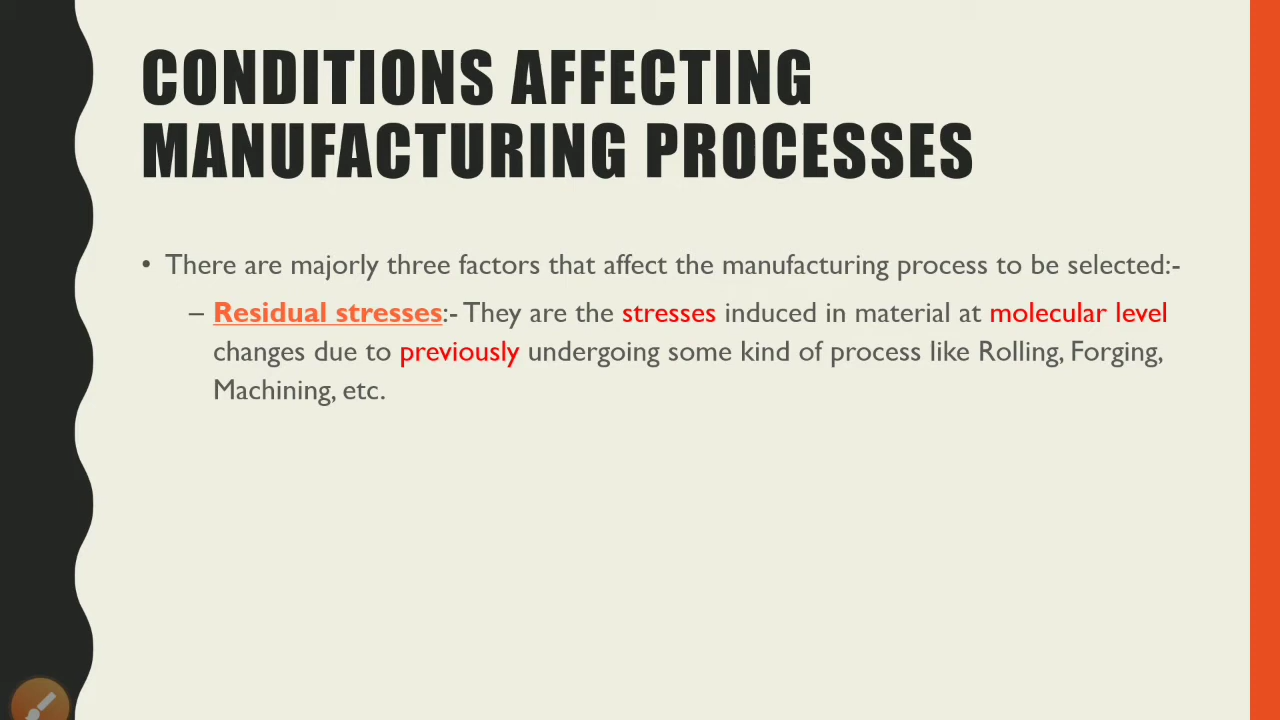 CONDITIONS AFFECTING
MANUFACTURING PROCESSES
• There are majorly three factors that affect the manufacturing process to be selected:-
– Residual stresses:- They are the stresses induced in material at molecular level
changes due to previously undergoing some kind of process like Rolling, Forging,
Machining, etc.